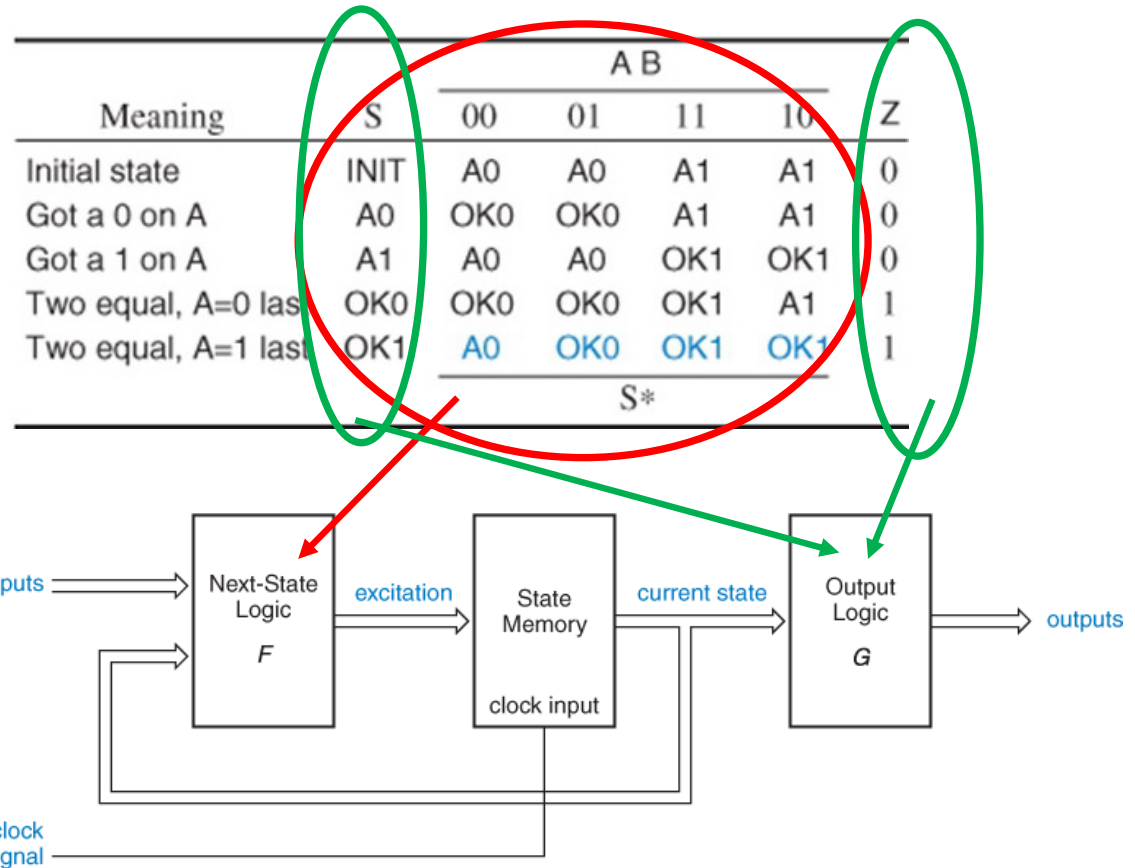 A B
Meaning S 00 01 11 10 Z
Initial state INIT A0 A0 A1 A1 0
Got a 0 on A A0 OK0 OK0 A1 A1 0
Got a 1 on A A1 A0 A0 OK1 OK1 0
Two equal, A=0 las OK0 OK0 OK0 OK1 A1 1
Two equal, A=1 last OK1 A0 OK0 OK1 OK1 1
S*
puts
Next-State
Logic
F
excitation
State
Memory
clock input
current state
Output
Logic
G
outputs
clock
gnal